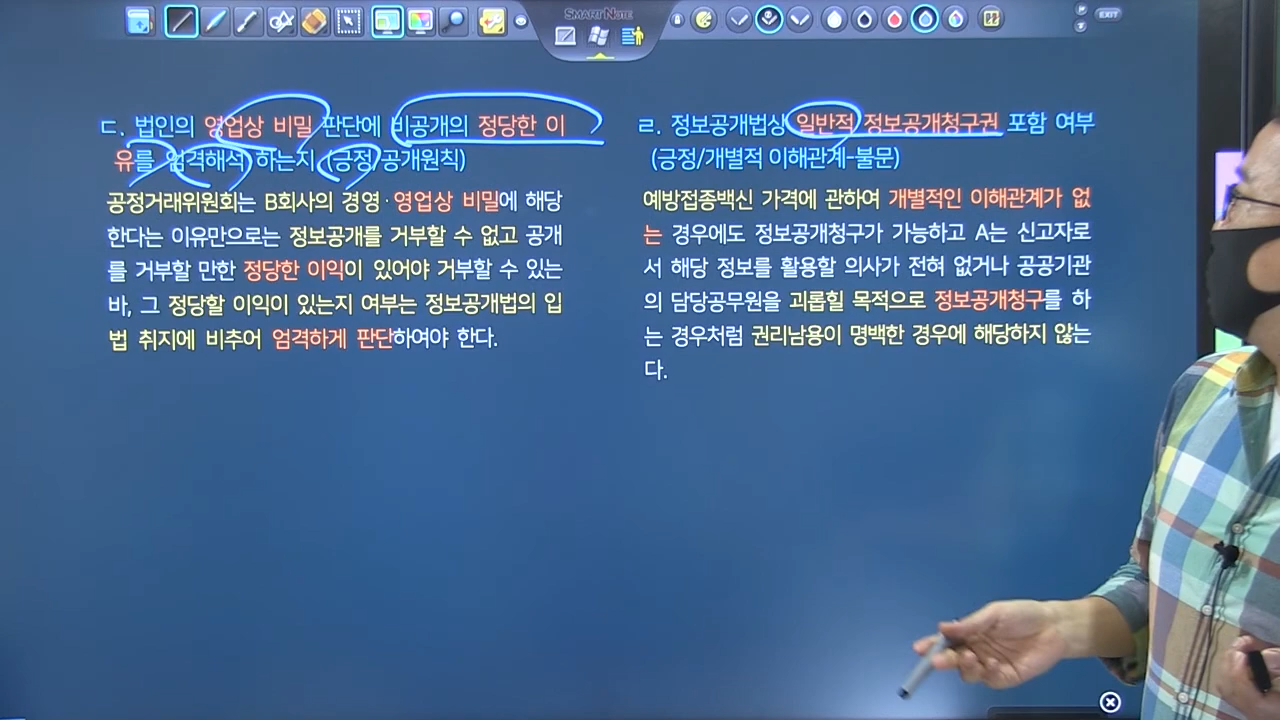 SMARTNOTE
EXIT
ㄷ. 법인의 영업상 비밀 판단에 비공개의 정당한 이
유를 엄격해석 하는지 (긍정/공개원칙)
공정거래위원회는 B회사의 경영·영업상 비밀에 해당
한다는 이유만으로는 정보공개를 거부할 수 없고 공개
를 거부할 만한 정당한 이익이 있어야 거부할 수 있는
바, 그 정당할 이익이 있는지 여부는 정보공개법의 입
법 취지에 비추어 엄격하게 판단하여야 한다.
ㄹ. 정보공개법상 일반적 정보공개청구권 포함 여부
(긍정/개별적 이해관계-불문)
예방접종백신 가격에 관하여 개별적인 이해관계가 없
는 경우에도 정보공개청구가 가능하고 A는 신고자로
서 해당 정보를 활용할 의사가 전혀 없거나 공공기관
의 담당공무원을 괴롭힐 목적으로 정보공개청구를 하
는 경우처럼 권리남용이 명백한 경우에 해당하지 않는
다.